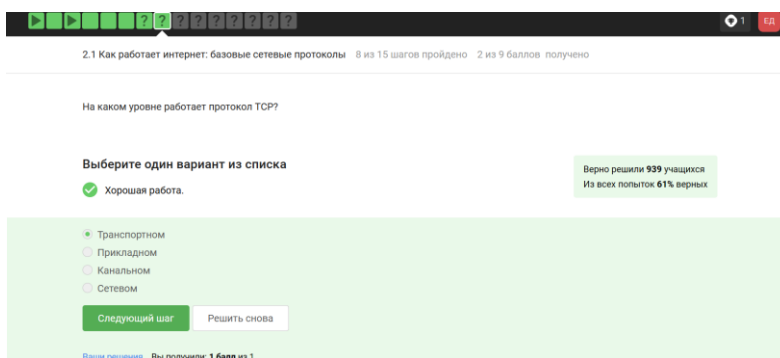 ? ? ? ? ? ? ? ? ? 1 ЕД
2.1 Как работает интернет: базовые сетевые протоколы 8 из 15 шагов пройдено 2 из 9 баллов получено
На каком уровне работает протокол TCP?
Выберите один вариант из списка
Хорошая работа.
Верно решили 939 учащихся
Из всех попыток 61% верных
Транспортном
Прикладном
Канальном
Сетевом
Следующий шаг Решить снова
Ваши решения Вы получили: 1 балл из 1